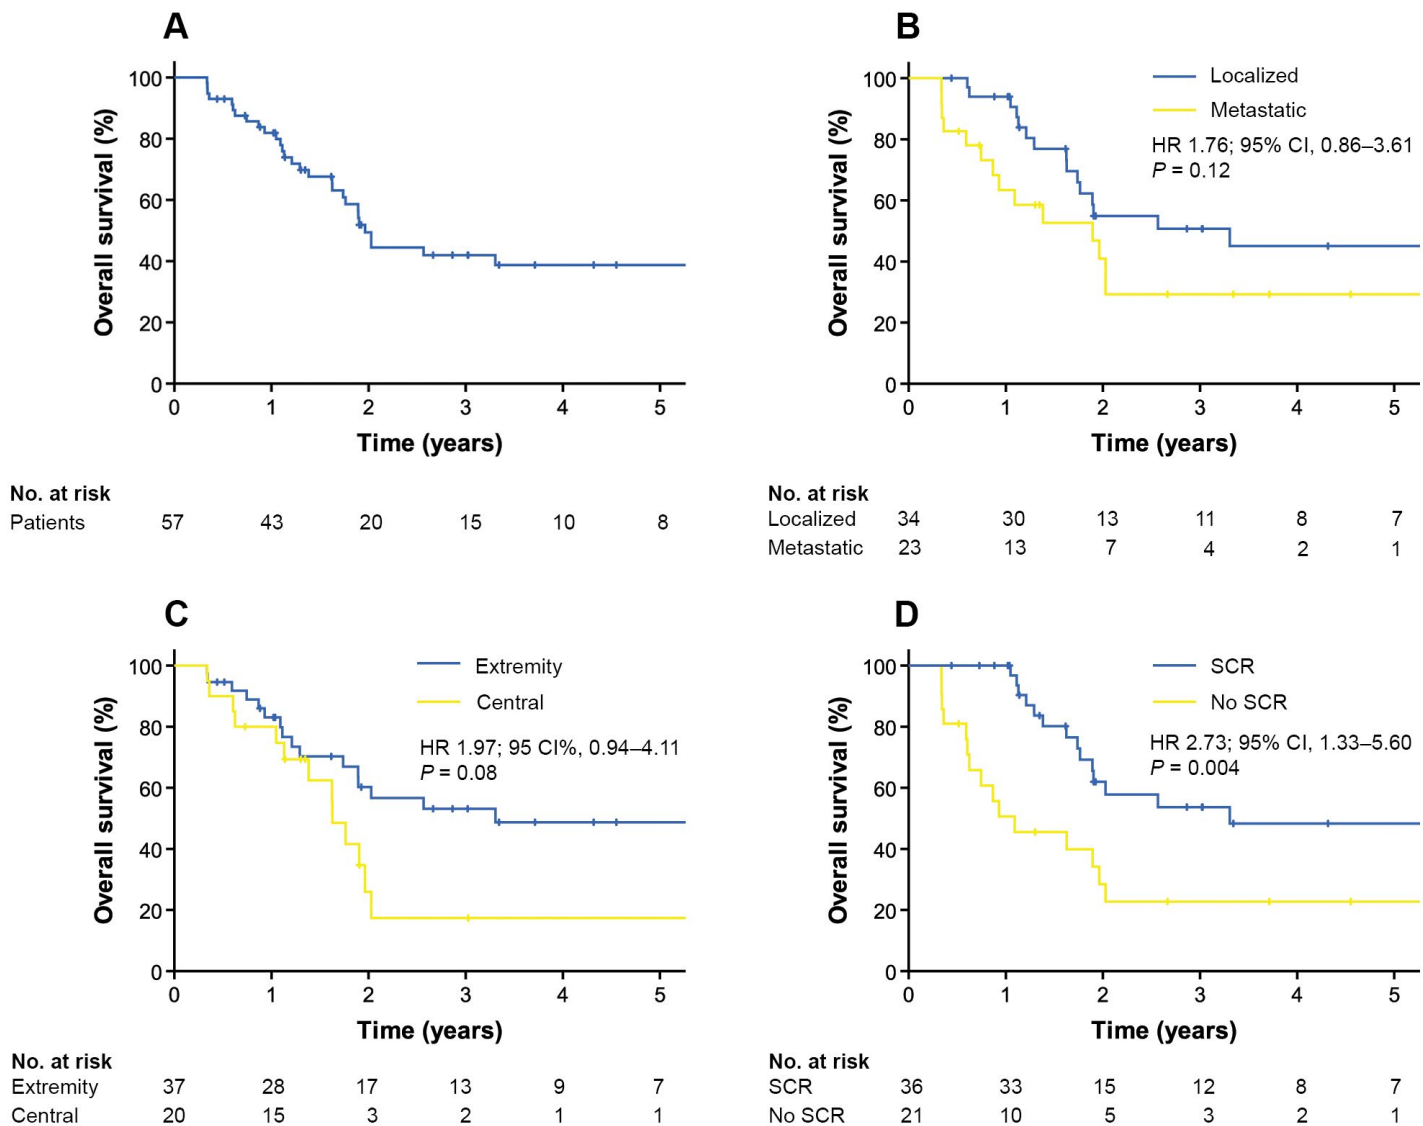 A
Overall survival (%)
100
80
60
40
20
0
0 1 2 3 4 5
Time (years)
No. at risk
Patients 57 43 20 15 10 8
B
Overall survival (%)
100
80
60
40
20
0
Localized
Metastatic
HR 1.76; 95% CI, 0.86–3.61
P = 0.12
0 1 2 3 4 5
Time (years)
No. at risk
Localized 34 30 13 11 8 7
Metastatic 23 13 7 4 2 1
C
Overall survival (%)
100
80
60
40
20
0
Extremity
Central
HR 1.97; 95 CI%, 0.94–4.11
P = 0.08
0 1 2 3 4 5
Time (years)
No. at risk
Extremity 37 28 17 13 9 7
Central 20 15 3 2 1 1
D
Overall survival (%)
100
80
60
40
20
0
SCR
No SCR
HR 2.73; 95% CI, 1.33–5.60
P = 0.004
0 1 2 3 4 5
Time (years)
No. at risk
SCR 36 33 15 12 8 7
No SCR 21 10 5 3 2 1